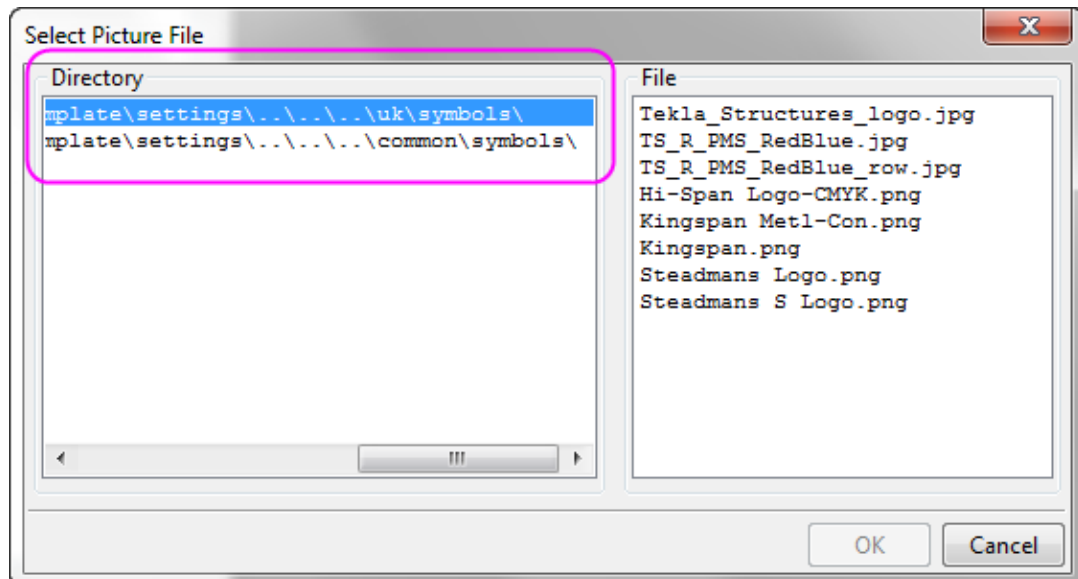 Select Picture File
Directory
mplate\settings\..\..\..\uk\symbols\
mplate\settings\..\..\..\common\symbols\
File
Tekla_Structures_logo.jpg
TS_R_PMS_RedBlue.jpg
TS_R_PMS_RedBlue_row.jpg
Hi-Span Logo-CMYK.png
Kingspan Metl-Con.png
Kingspan.png
Steadmans Logo.png
Steadmans S Logo.png
OK
Cancel